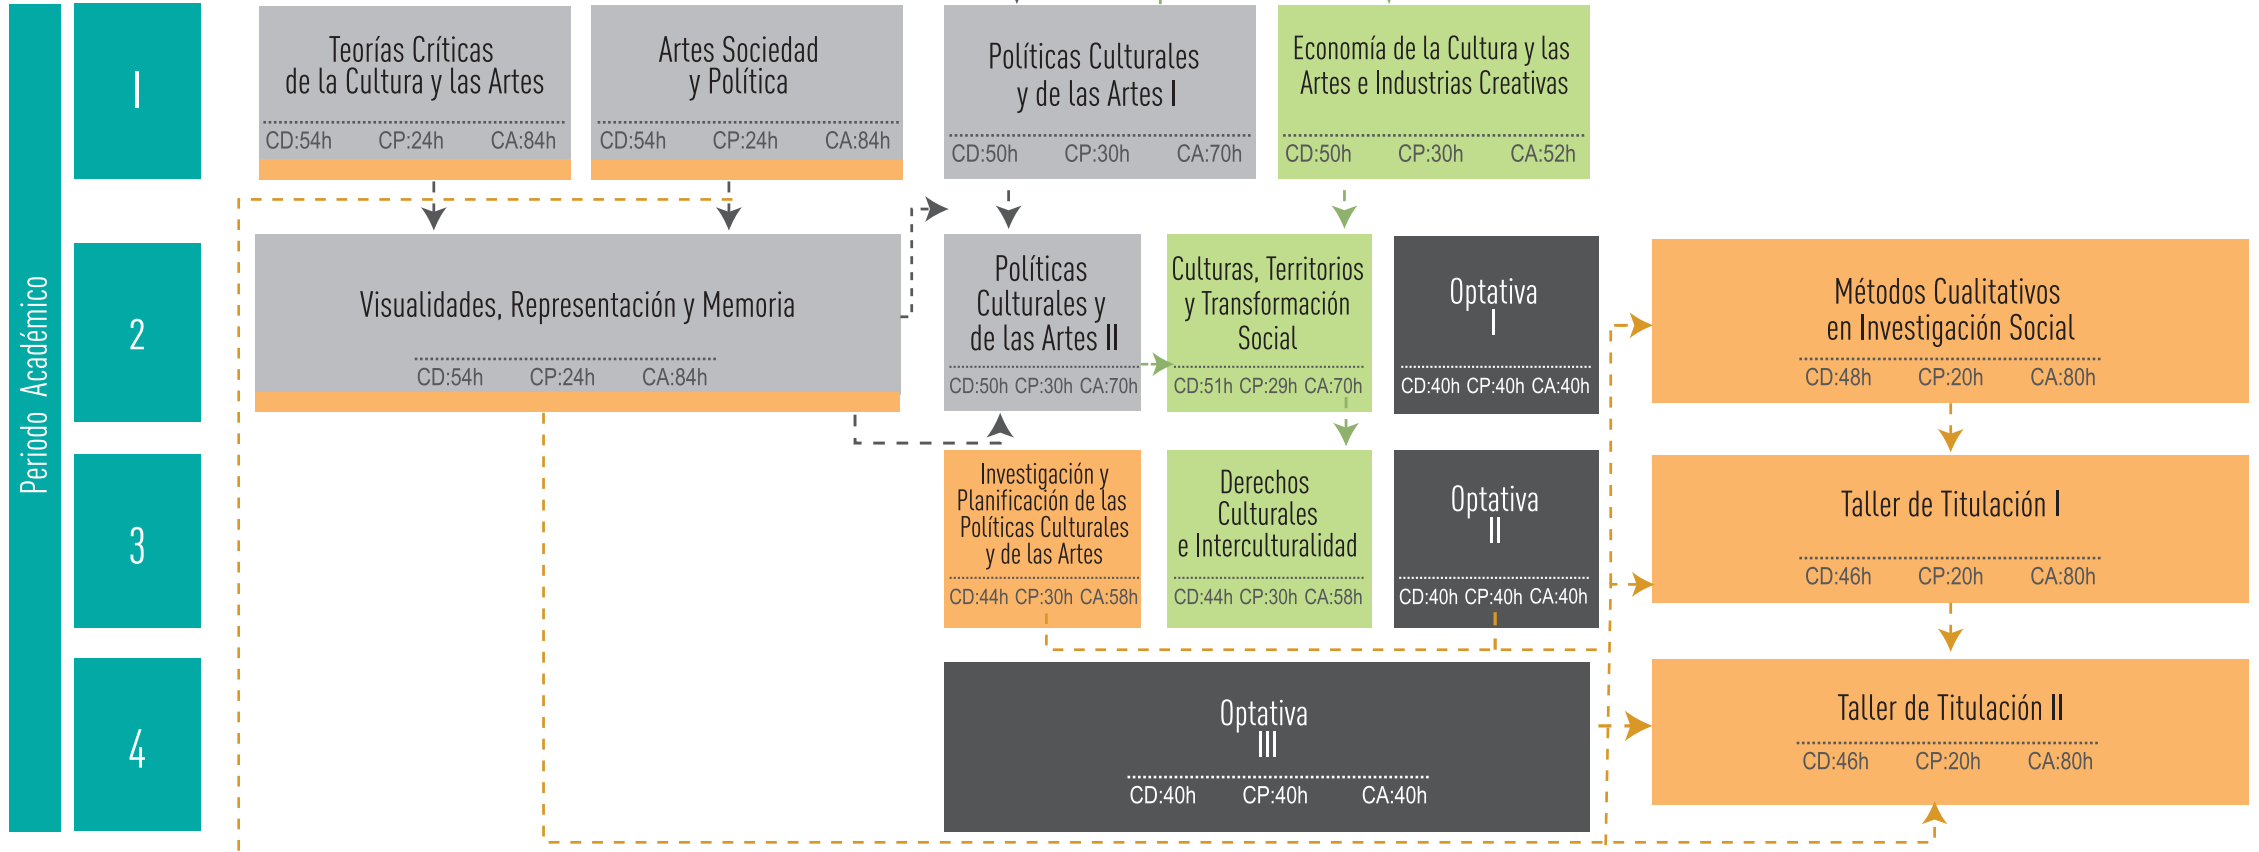 Periodo Académico
1
Teorías Críticas
de la Cultura y las Artes
CD:54h CP:24h CA:84h
Artes Sociedad
y Política
CD:54h CP:24h CA:84h
Políticas Culturales
y de las Artes I
CD:50h CP:30h CA:70h
Economía de la Cultura y las
Artes e Industrias Creativas
CD:50h CP:30h CA:52h
2
Visualidades, Representación y Memoria
CD:54h CP:24h CA:84h
Políticas
Culturales y
de las Artes II
CD:50h CP:30h CA:70h
Culturas, Territorios
y Transformación
Social
CD:51h CP:29h CA:70h
Optativa
I
CD:40h CP:40h CA:40h
Métodos Cualitativos
en Investigación Social
CD:48h CP:20h CA:80h
3
Investigación y
Planificación de las
Políticas Culturales
y de las Artes
CD:44h CP:30h CA:58h
Derechos
Culturales
e Interculturalidad
CD:44h CP:30h CA:58h
Optativa
II
CD:40h CP:40h CA:40h
Taller de Titulación I
CD:46h CP:20h CA:80h
4
Optativa
III
CD:40h CP:40h CA:40h
Taller de Titulación II
CD:46h CP:20h CA:80h